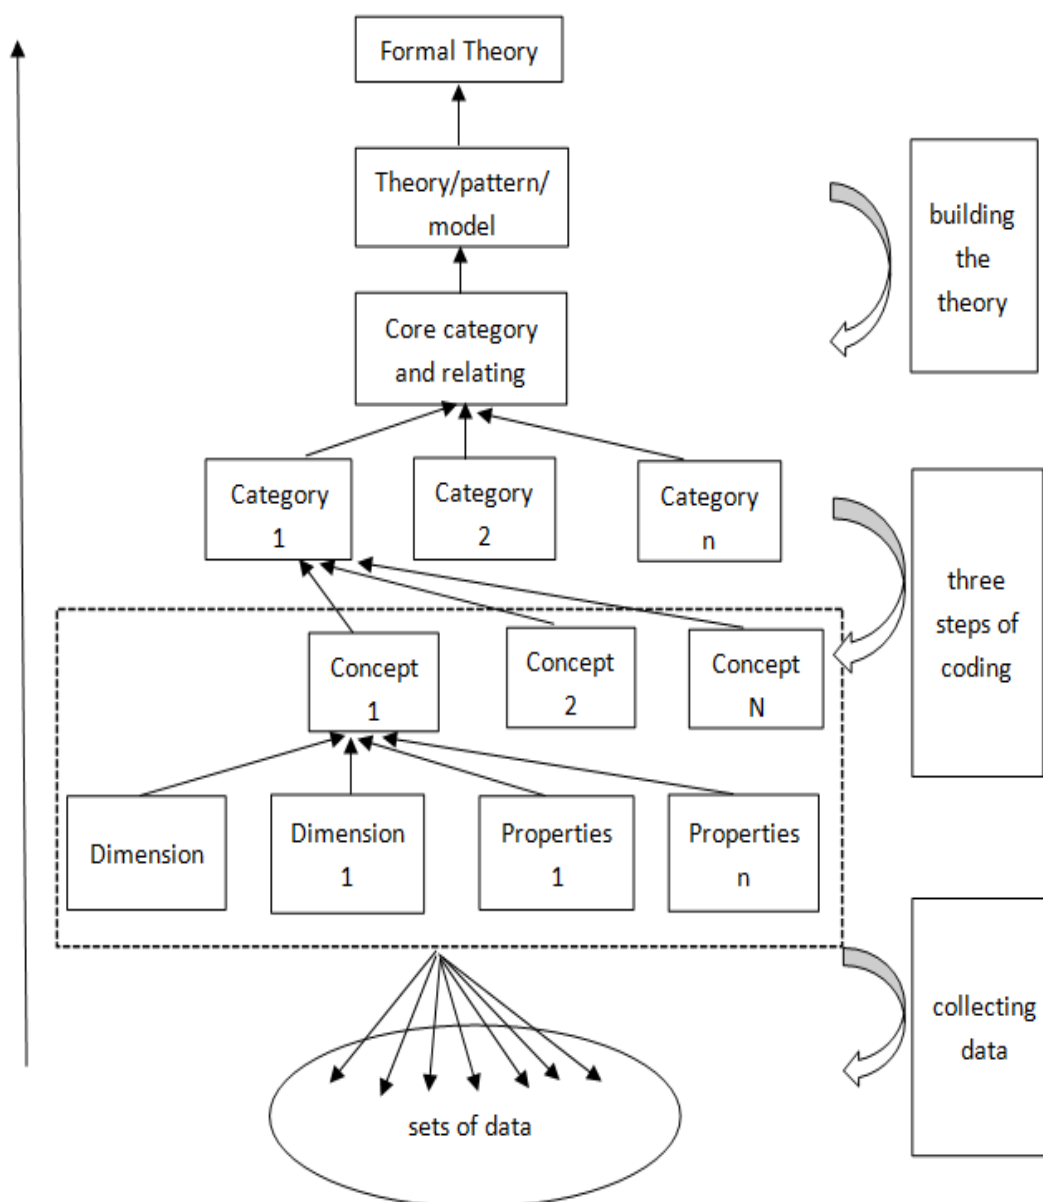 Formal Theory
Theory/pattern/
model
building
the
theory
Core category
and relating
Category
1
Category
2
Category
n
three
steps of
coding
Concept
1
Concept
2
Concept
N
Dimension
Dimension
1
Properties
1
Properties
n
collecting
data
sets of data